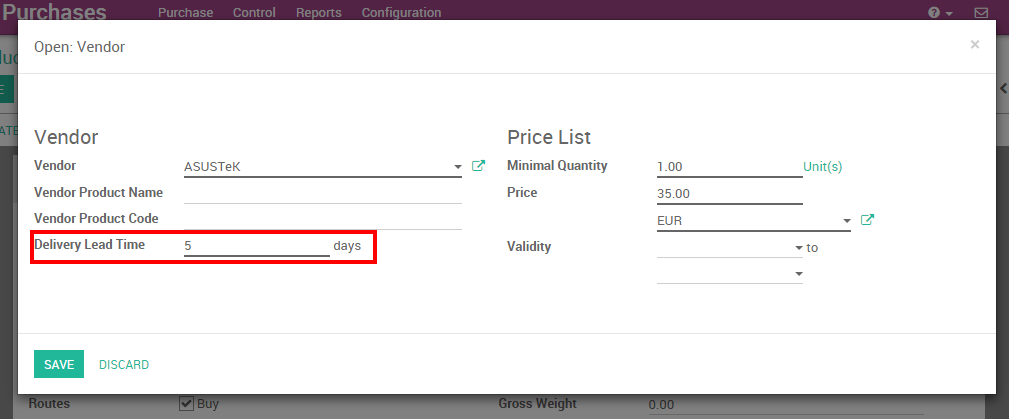 Purchases Purchase Control Reports Configuration
Open: Vendor ×
Vendor Price List
Vendor ASUSTeK Minimal Quantity 1.00 Unit(s)
Vendor Product Name Price 35.00
Vendor Product Code EUR
Delivery Lead Time 5 days Validity to
SAVE DISCARD
Routes Buy Gross Weight 0.00